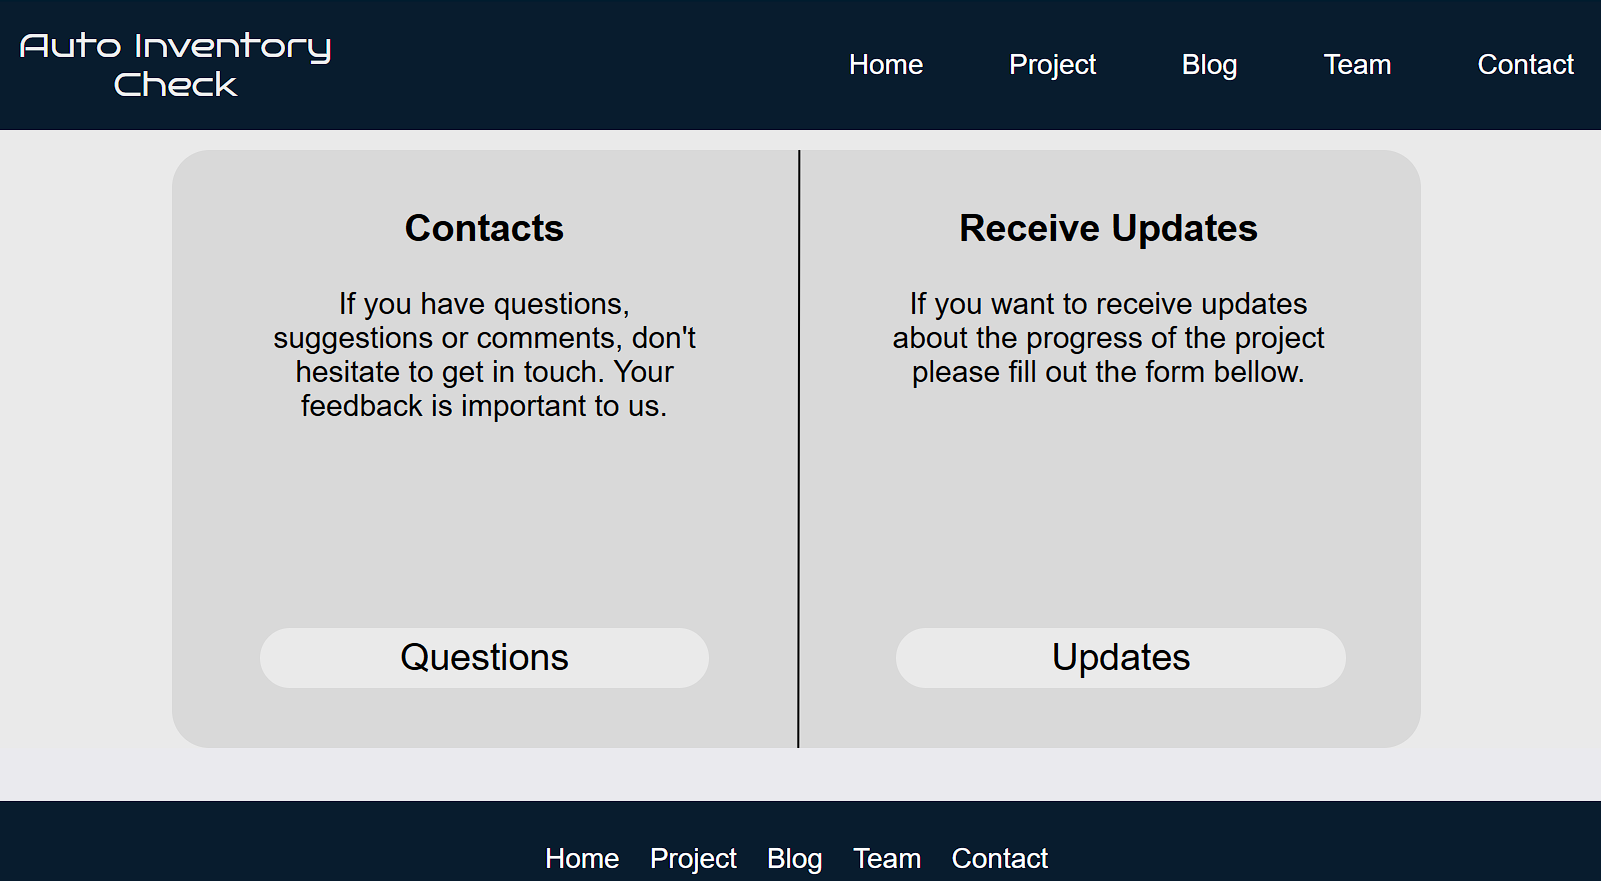 Auto Inventory
Check
Home Project Blog Team Contact
Contacts
If you have questions,
suggestions or comments, don't
hesitate to get in touch. Your
feedback is important to us.
Questions
Receive Updates
If you want to receive updates
about the progress of the project
please fill out the form bellow.
Updates
Home Project Blog Team Contact